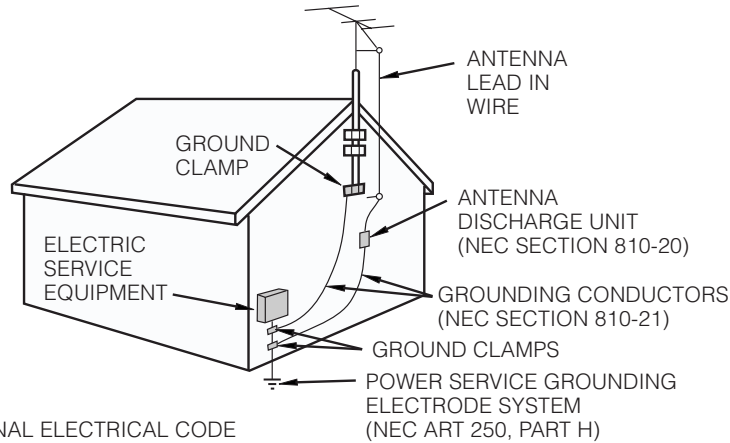 ANTENNA
LEAD IN
WIRE
GROUND
CLAMP
ANTENNA
DISCHARGE UNIT
(NEC SECTION 810-20)
ELECTRIC
SERVICE
EQUIPMENT
GROUNDING CONDUCTORS
(NEC SECTION 810-21)
GROUND CLAMPS
POWER SERVICE GROUNDING
ELECTRODE SYSTEM
(NEC ART 250, PART H)
NAL ELECTRICAL CODE